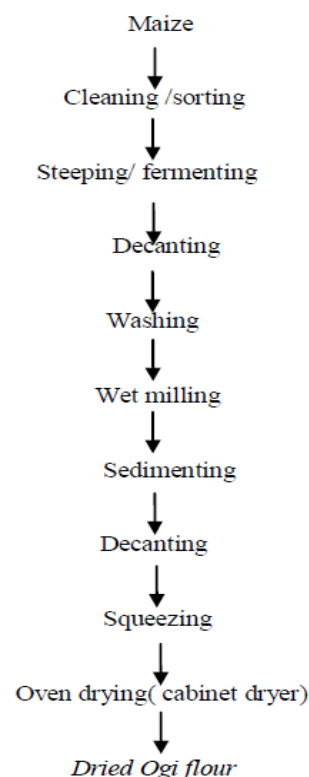 Maize
Cleaning /sorting
Steeping/ fermenting
Decanting
Washing
Wet milling
Sedimenting
Decanting
Squeezing
Oven drying( cabinet dryer)
Dried Ogi flour